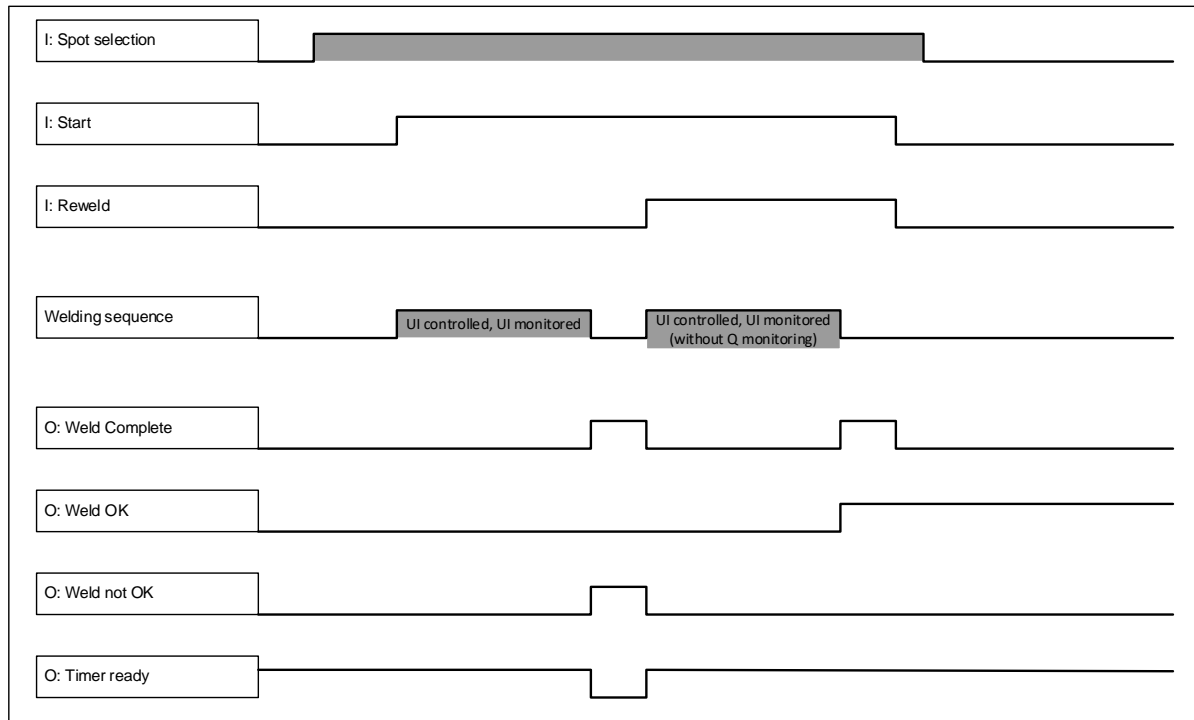 I: Spot selection
I: Start
I: Reweld
Welding sequence
UI controlled, UI monitored
UI controlled, UI monitored
(without Q monitoring)
O: Weld Complete
O: Weld OK
O: Weld not OK
O: Timer ready